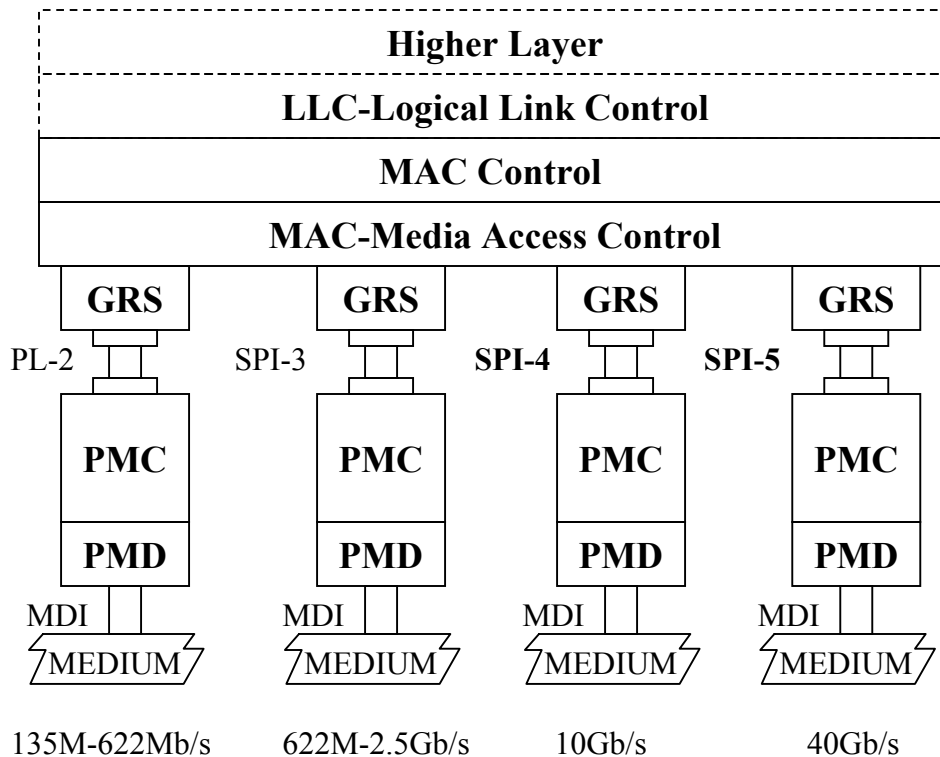 Higher Layer
LLC-Logical Link Control
MAC Control
MAC-Media Access Control
GRS GRS GRS GRS
PL-2 SPI-3 SPI-4 SPI-5
PMC PMC PMC PMC
PMD PMD PMD PMD
MDI MDI MDI MDI
MEDIUM MEDIUM MEDIUM MEDIUM
135M-622Mb/s 622M-2.5Gb/s 10Gb/s 40Gb/s